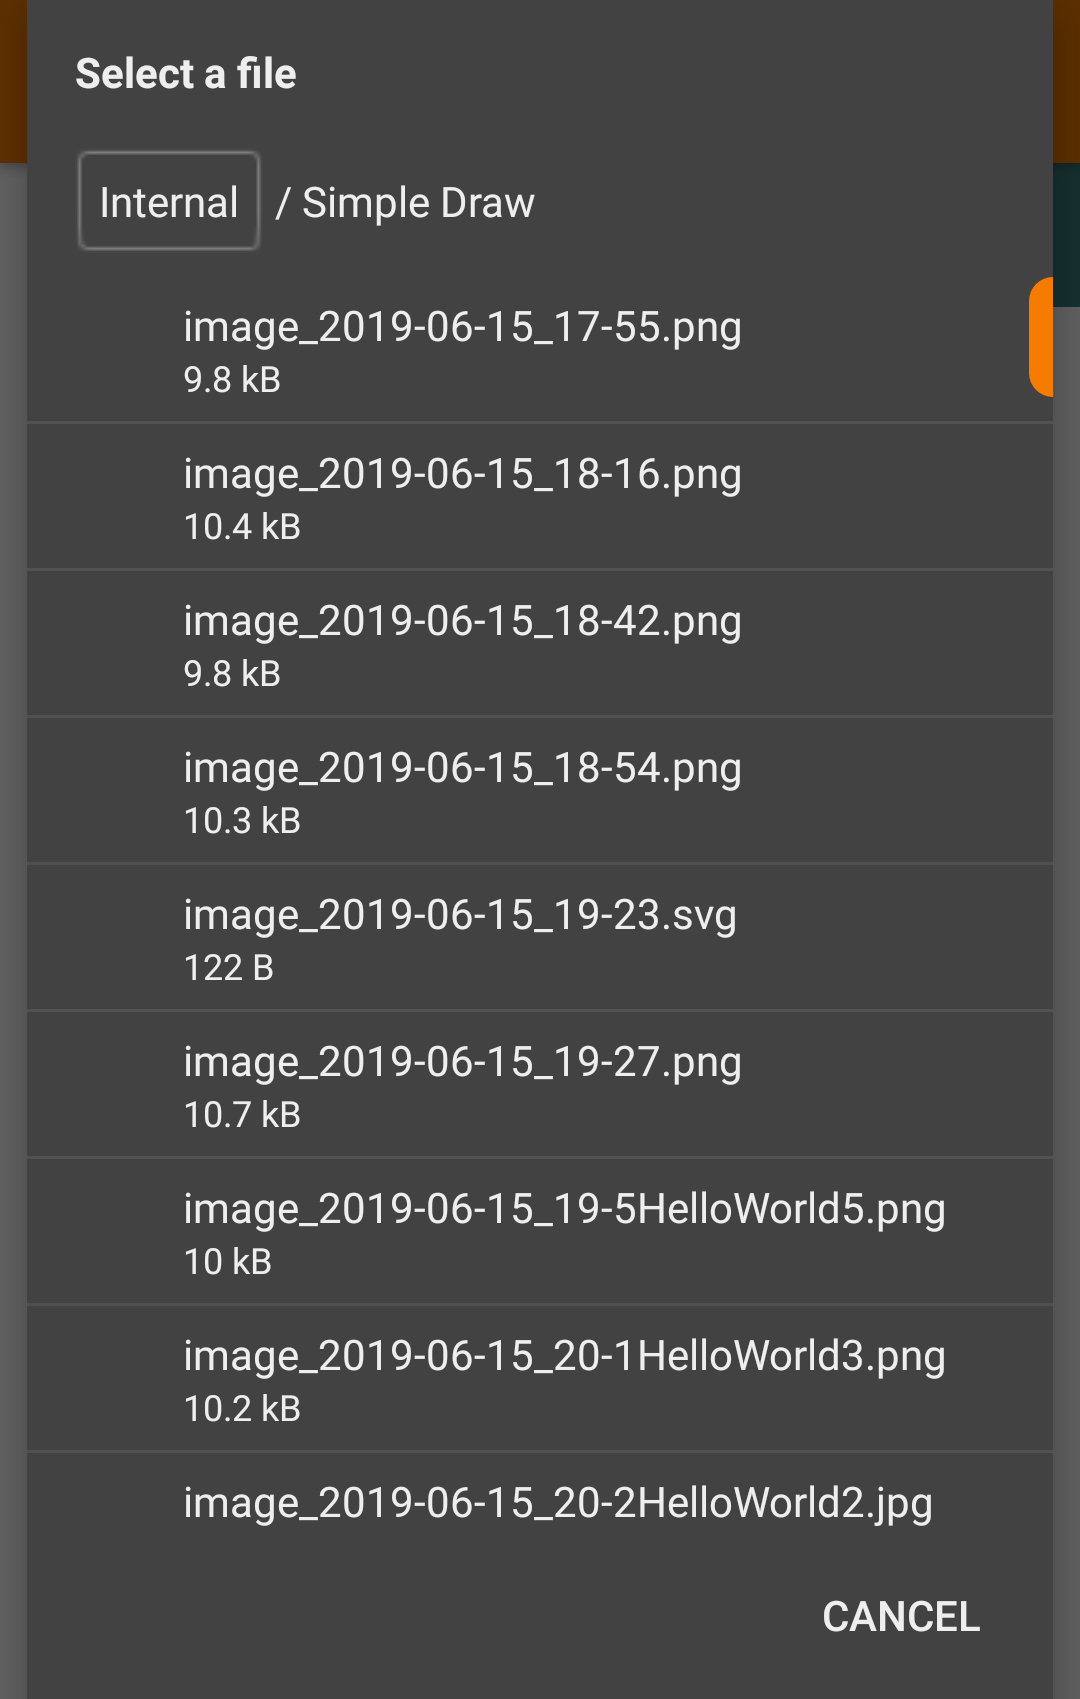 Select a file
Internal / Simple Draw
image_2019-06-15_17-55.png
9.8 kB
image_2019-06-15_18-16.png
10.4 kB
image_2019-06-15_18-42.png
9.8 kB
image_2019-06-15_18-54.png
10.3 kB
image_2019-06-15_19-23.svg
122 B
image_2019-06-15_19-27.png
10.7 kB
image_2019-06-15_19-5HelloWorld5.png
10 kB
image_2019-06-15_20-1HelloWorld3.png
10.2 kB
image_2019-06-15_20-2HelloWorld2.jpg
CANCEL